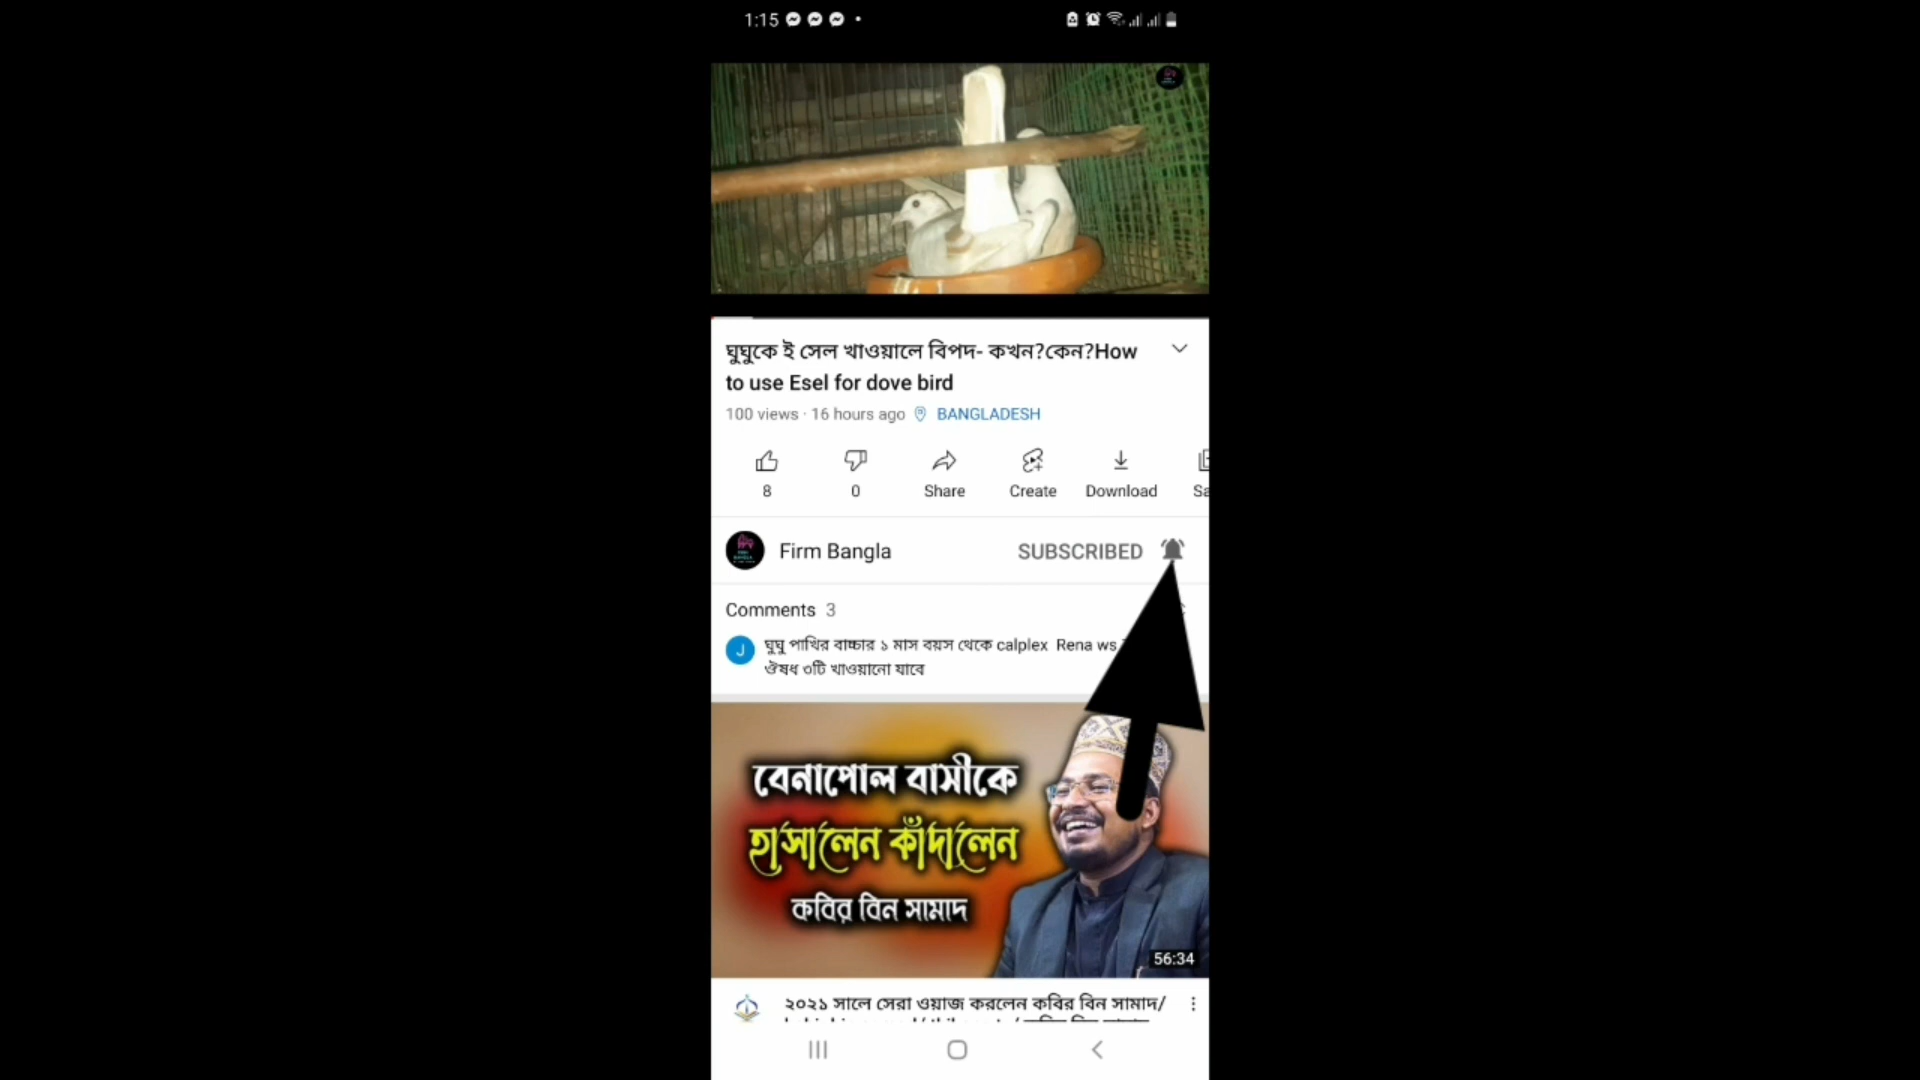 1:15
ঘুঘুকে ই সেল খাওয়ালে বিপদ- কখন?কেন?How
to use Esel for dove bird
100 views · 16 hours ago BANGLADESH
8 0 Share Create Download Sa
Firm Bangla SUBSCRIBED
Comments 3
J ঘুঘু পাখির বাচ্চার ১ মাস বয়স থেকে calplex Rena ws
ঔষধ ৩টি খাওয়ানো যাবে
বেনাপোল বাসীকে
হাসালেন কাঁদালেন
কবির বিন সামাদ
56:34
২০২১ সালে সেরা ওয়াজ করলেন কবির বিন সামাদ/